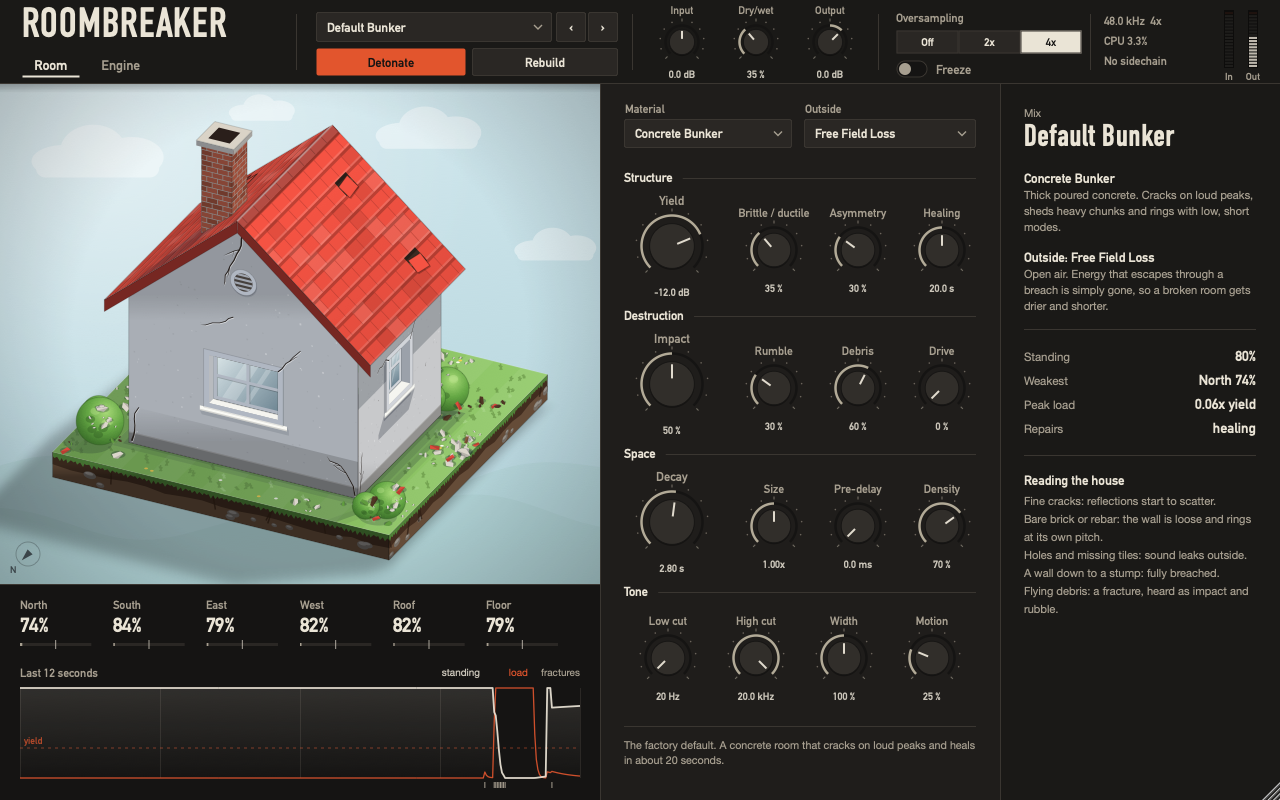 ROOMBREAKER
Room
Engine
Default Bunker
‹
›
Detonate
Rebuild
Input
0.0 dB
Dry/wet
35 %
Output
0.0 dB
Oversampling
Off
2x
4x
Freeze
48.0 kHz 4x
CPU 3.3%
No sidechain
In
Out
N
North
74%
South
84%
East
79%
West
82%
Roof
82%
Floor
79%
Last 12 seconds
standing
load
fractures
yield
Material
Concrete Bunker
Outside
Free Field Loss
Structure
Yield
-12.0 dB
Brittle / ductile
35 %
Asymmetry
30 %
Healing
20.0 s
Destruction
Impact
50 %
Rumble
30 %
Debris
60 %
Drive
0 %
Space
Decay
2.80 s
Size
1.00x
Pre-delay
0.0 ms
Density
70 %
Tone
Low cut
20 Hz
High cut
20.0 kHz
Width
100 %
Motion
25 %
The factory default. A concrete room that cracks on loud peaks and heals
in about 20 seconds.
Mix
Default Bunker
Concrete Bunker
Thick poured concrete. Cracks on loud peaks,
sheds heavy chunks and rings with low, short
modes.
Outside: Free Field Loss
Open air. Energy that escapes through a
breach is simply gone, so a broken room gets
drier and shorter.
Standing
80%
Weakest
North 74%
Peak load
0.06x yield
Repairs
healing
Reading the house
Fine cracks: reflections start to scatter.
Bare brick or rebar: the wall is loose and rings
at its own pitch.
Holes and missing tiles: sound leaks outside.
A wall down to a stump: fully breached.
Flying debris: a fracture, heard as impact and
rubble.